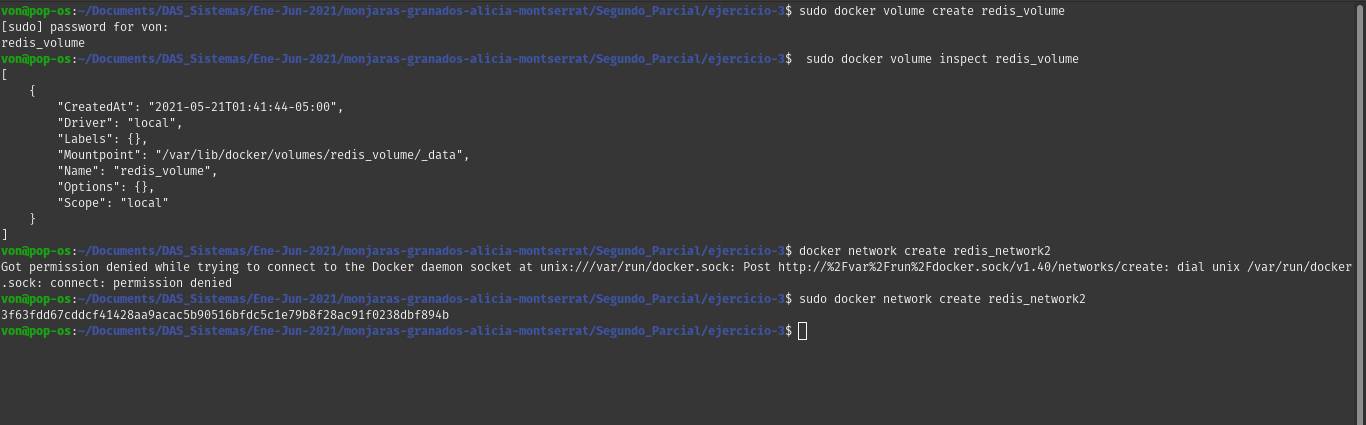 von@pop-os:~/Documents/DAS_Sistemas/Ene-Jun-2021/monjaras-granados-alicia-montserrat/Segundo_Parcial/ejercicio-3$ sudo docker volume create redis_volume
[sudo] password for von:
redis_volume
von@pop-os:~/Documents/DAS_Sistemas/Ene-Jun-2021/monjaras-granados-alicia-montserrat/Segundo_Parcial/ejercicio-3$  sudo docker volume inspect redis_volume
[
    {
        "CreatedAt": "2021-05-21T01:41:44-05:00",
        "Driver": "local",
        "Labels": {},
        "Mountpoint": "/var/lib/docker/volumes/redis_volume/_data",
        "Name": "redis_volume",
        "Options": {},
        "Scope": "local"
    }
]
von@pop-os:~/Documents/DAS_Sistemas/Ene-Jun-2021/monjaras-granados-alicia-montserrat/Segundo_Parcial/ejercicio-3$ docker network create redis_network2
Got permission denied while trying to connect to the Docker daemon socket at unix:///var/run/docker.sock: Post http://%2Fvar%2Frun%2Fdocker.sock/v1.40/networks/create: dial unix /var/run/docker
.sock: connect: permission denied
von@pop-os:~/Documents/DAS_Sistemas/Ene-Jun-2021/monjaras-granados-alicia-montserrat/Segundo_Parcial/ejercicio-3$ sudo docker network create redis_network2
3f63fdd67cddcf41428aa9acac5b90516bfdc5c1e79b8f28ac91f0238dbf894b
von@pop-os:~/Documents/DAS_Sistemas/Ene-Jun-2021/monjaras-granados-alicia-montserrat/Segundo_Parcial/ejercicio-3$